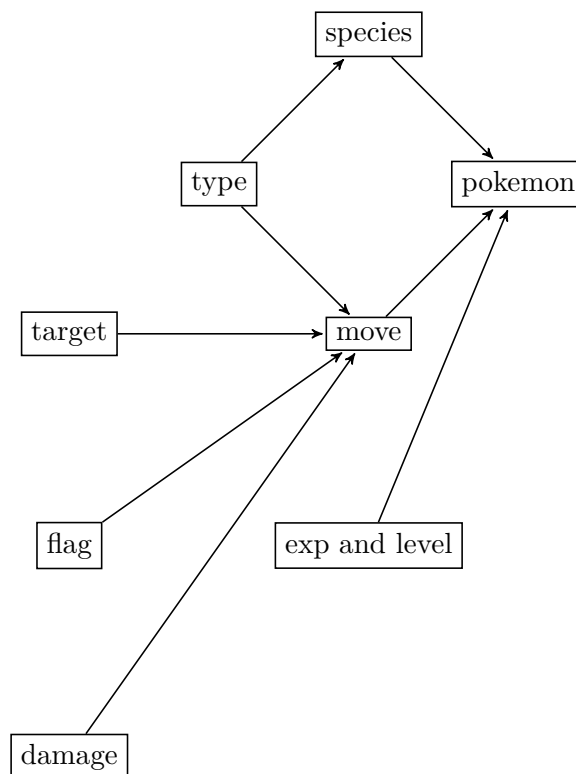 species
type
pokemon
target
move
flag
exp and level
damage